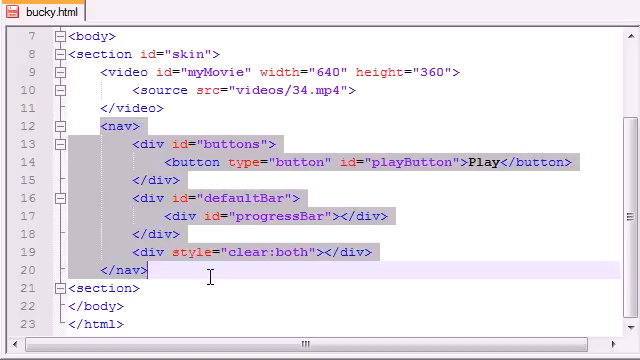 bucky.html
7 <body>
8 <section id="skin">
9 <video id="myMovie" width="640" height="360">
10 <source src="videos/34.mp4">
11 </video>
12 <nav>
13 <div id="buttons">
14 <button type="button" id="playButton">Play</button>
15 </div>
16 <div id="defaultBar">
17 <div id="progressBar"></div>
18 </div>
19 <div style="clear:both"></div>
20 </nav>
21 <section>
22 </body>
23 </html>